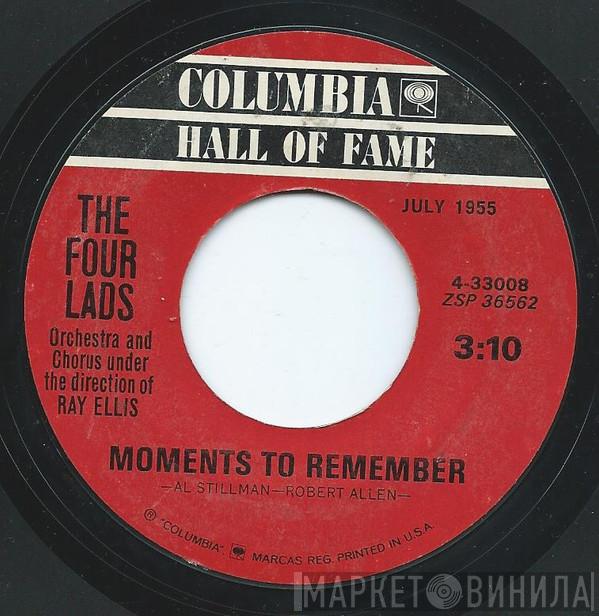 COLUMBIA
HALL OF FAME
THE
FOUR
LADS
Orchestra and
Chorus under
the direction of
RAY ELLIS
JULY 1955
4-33008
ZSP 36562
3:10
MOMENTS TO REMEMBER
—AL STILLMAN—ROBERT ALLEN—
® "COLUMBIA" MARCAS REG. PRINTED IN U.S.A.
МАРКЕТ ВИНИЛА